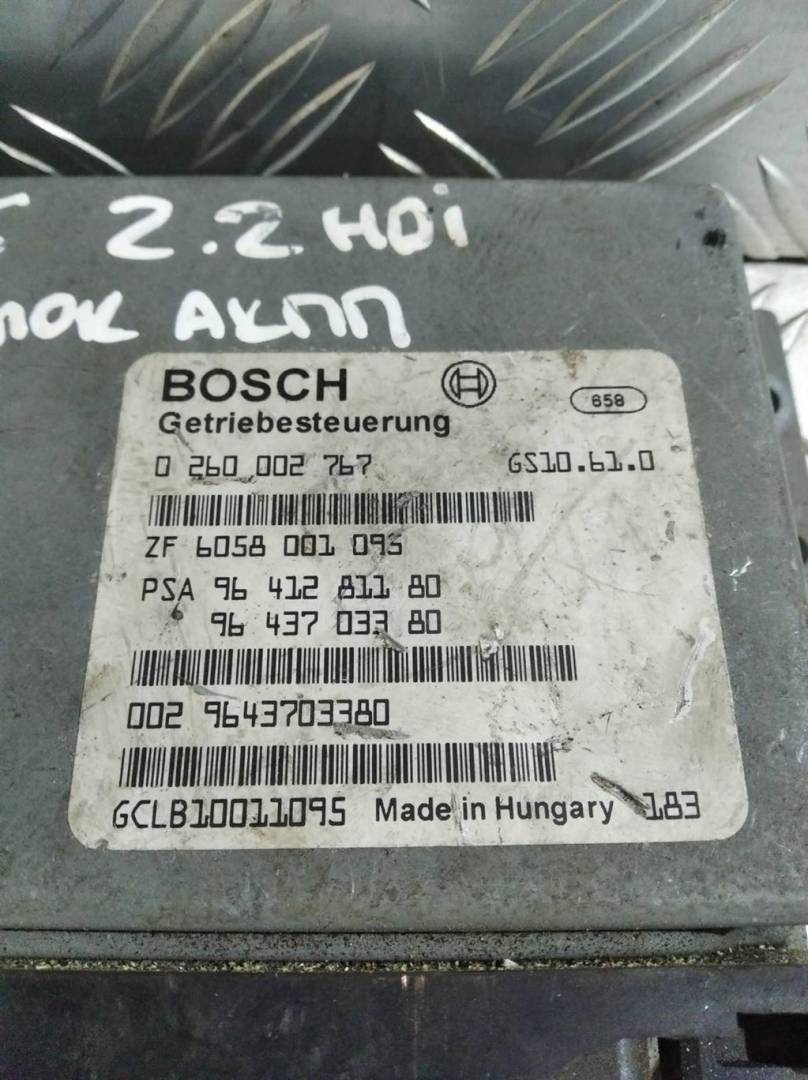 2.2 HDi
АКПП
BOSCH
658
Getriebesteuerung
0 260 002 767 GS10.61.0
ZF 6058 001 095
PSA 96 412 811 80
96 437 033 80
002 9643703380
GCLB10011095 Made in Hungary 183